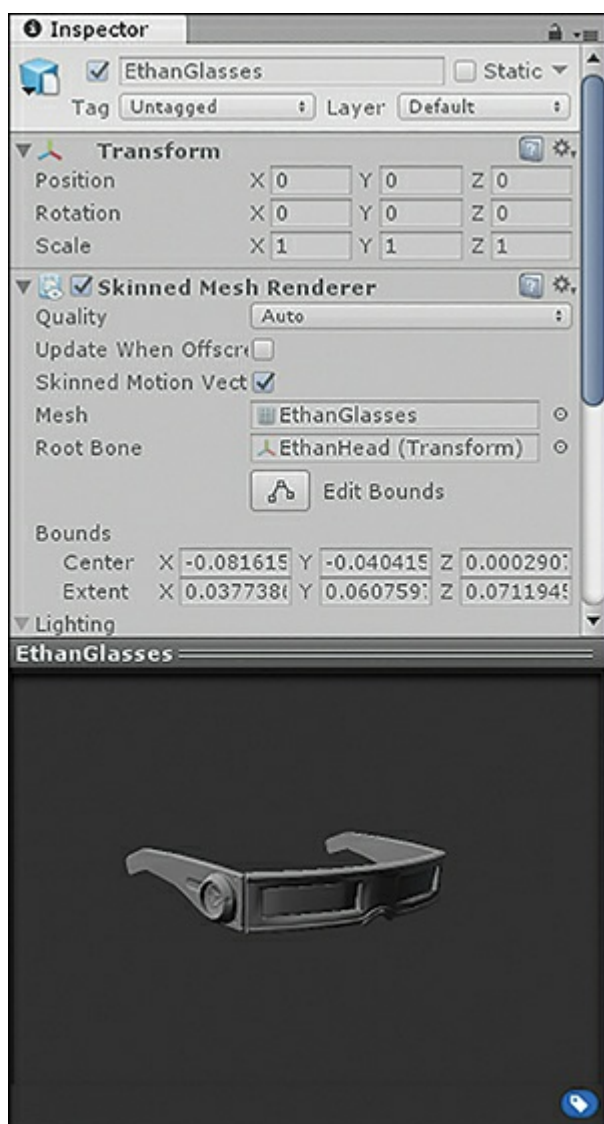 Inspector
EthanGlasses Static
Tag Untagged Layer Default
Transform
Position X 0 Y 0 Z 0
Rotation X 0 Y 0 Z 0
Scale X 1 Y 1 Z 1
Skinned Mesh Renderer
Quality Auto
Update When Offscr
Skinned Motion Vect
Mesh EthanGlasses
Root Bone EthanHead (Transform)
Edit Bounds
Bounds
Center X -0.081615 Y -0.040415 Z 0.0002907
Extent X 0.037738 Y 0.060759 Z 0.0711945
Lighting
EthanGlasses